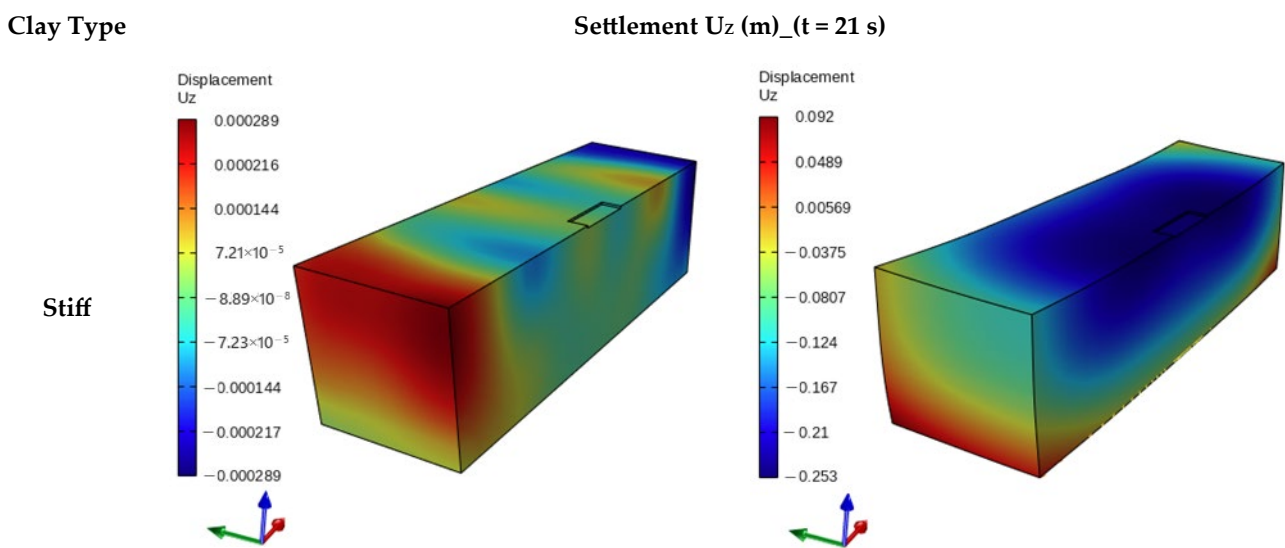 Clay Type
Settlement Uz (m)_(t = 21 s)
Displacement
Uz
0.000289
0.000216
0.000144
7.21×10⁻⁵
−8.89×10⁻⁸
−7.23×10⁻⁵
−0.000144
−0.000217
−0.000289
Stiff
Displacement
Uz
0.092
0.0489
0.00569
−0.0375
−0.0807
−0.124
−0.167
−0.21
−0.253